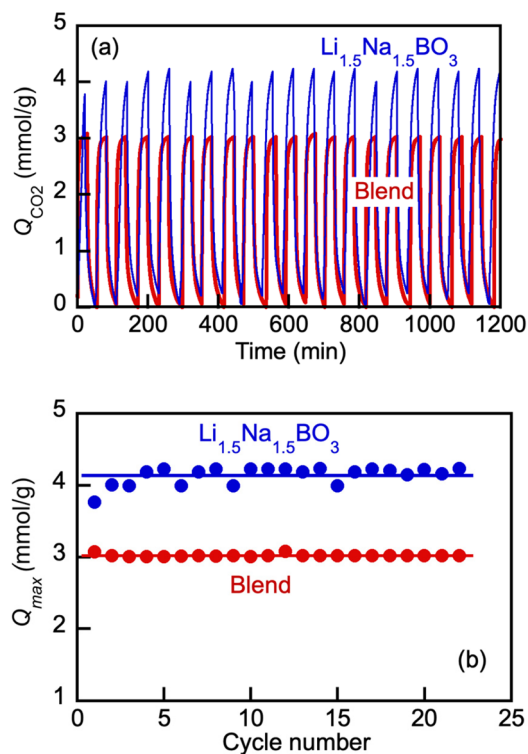 (a)
Li1.5Na1.5BO3
Blend
QCO2 (mmol/g)
5
4
3
2
1
0
0 200 400 600 800 1000 1200
Time (min)
Li1.5Na1.5BO3
Blend
(b)
Qmax (mmol/g)
5
4
3
2
1
0 5 10 15 20 25
Cycle number